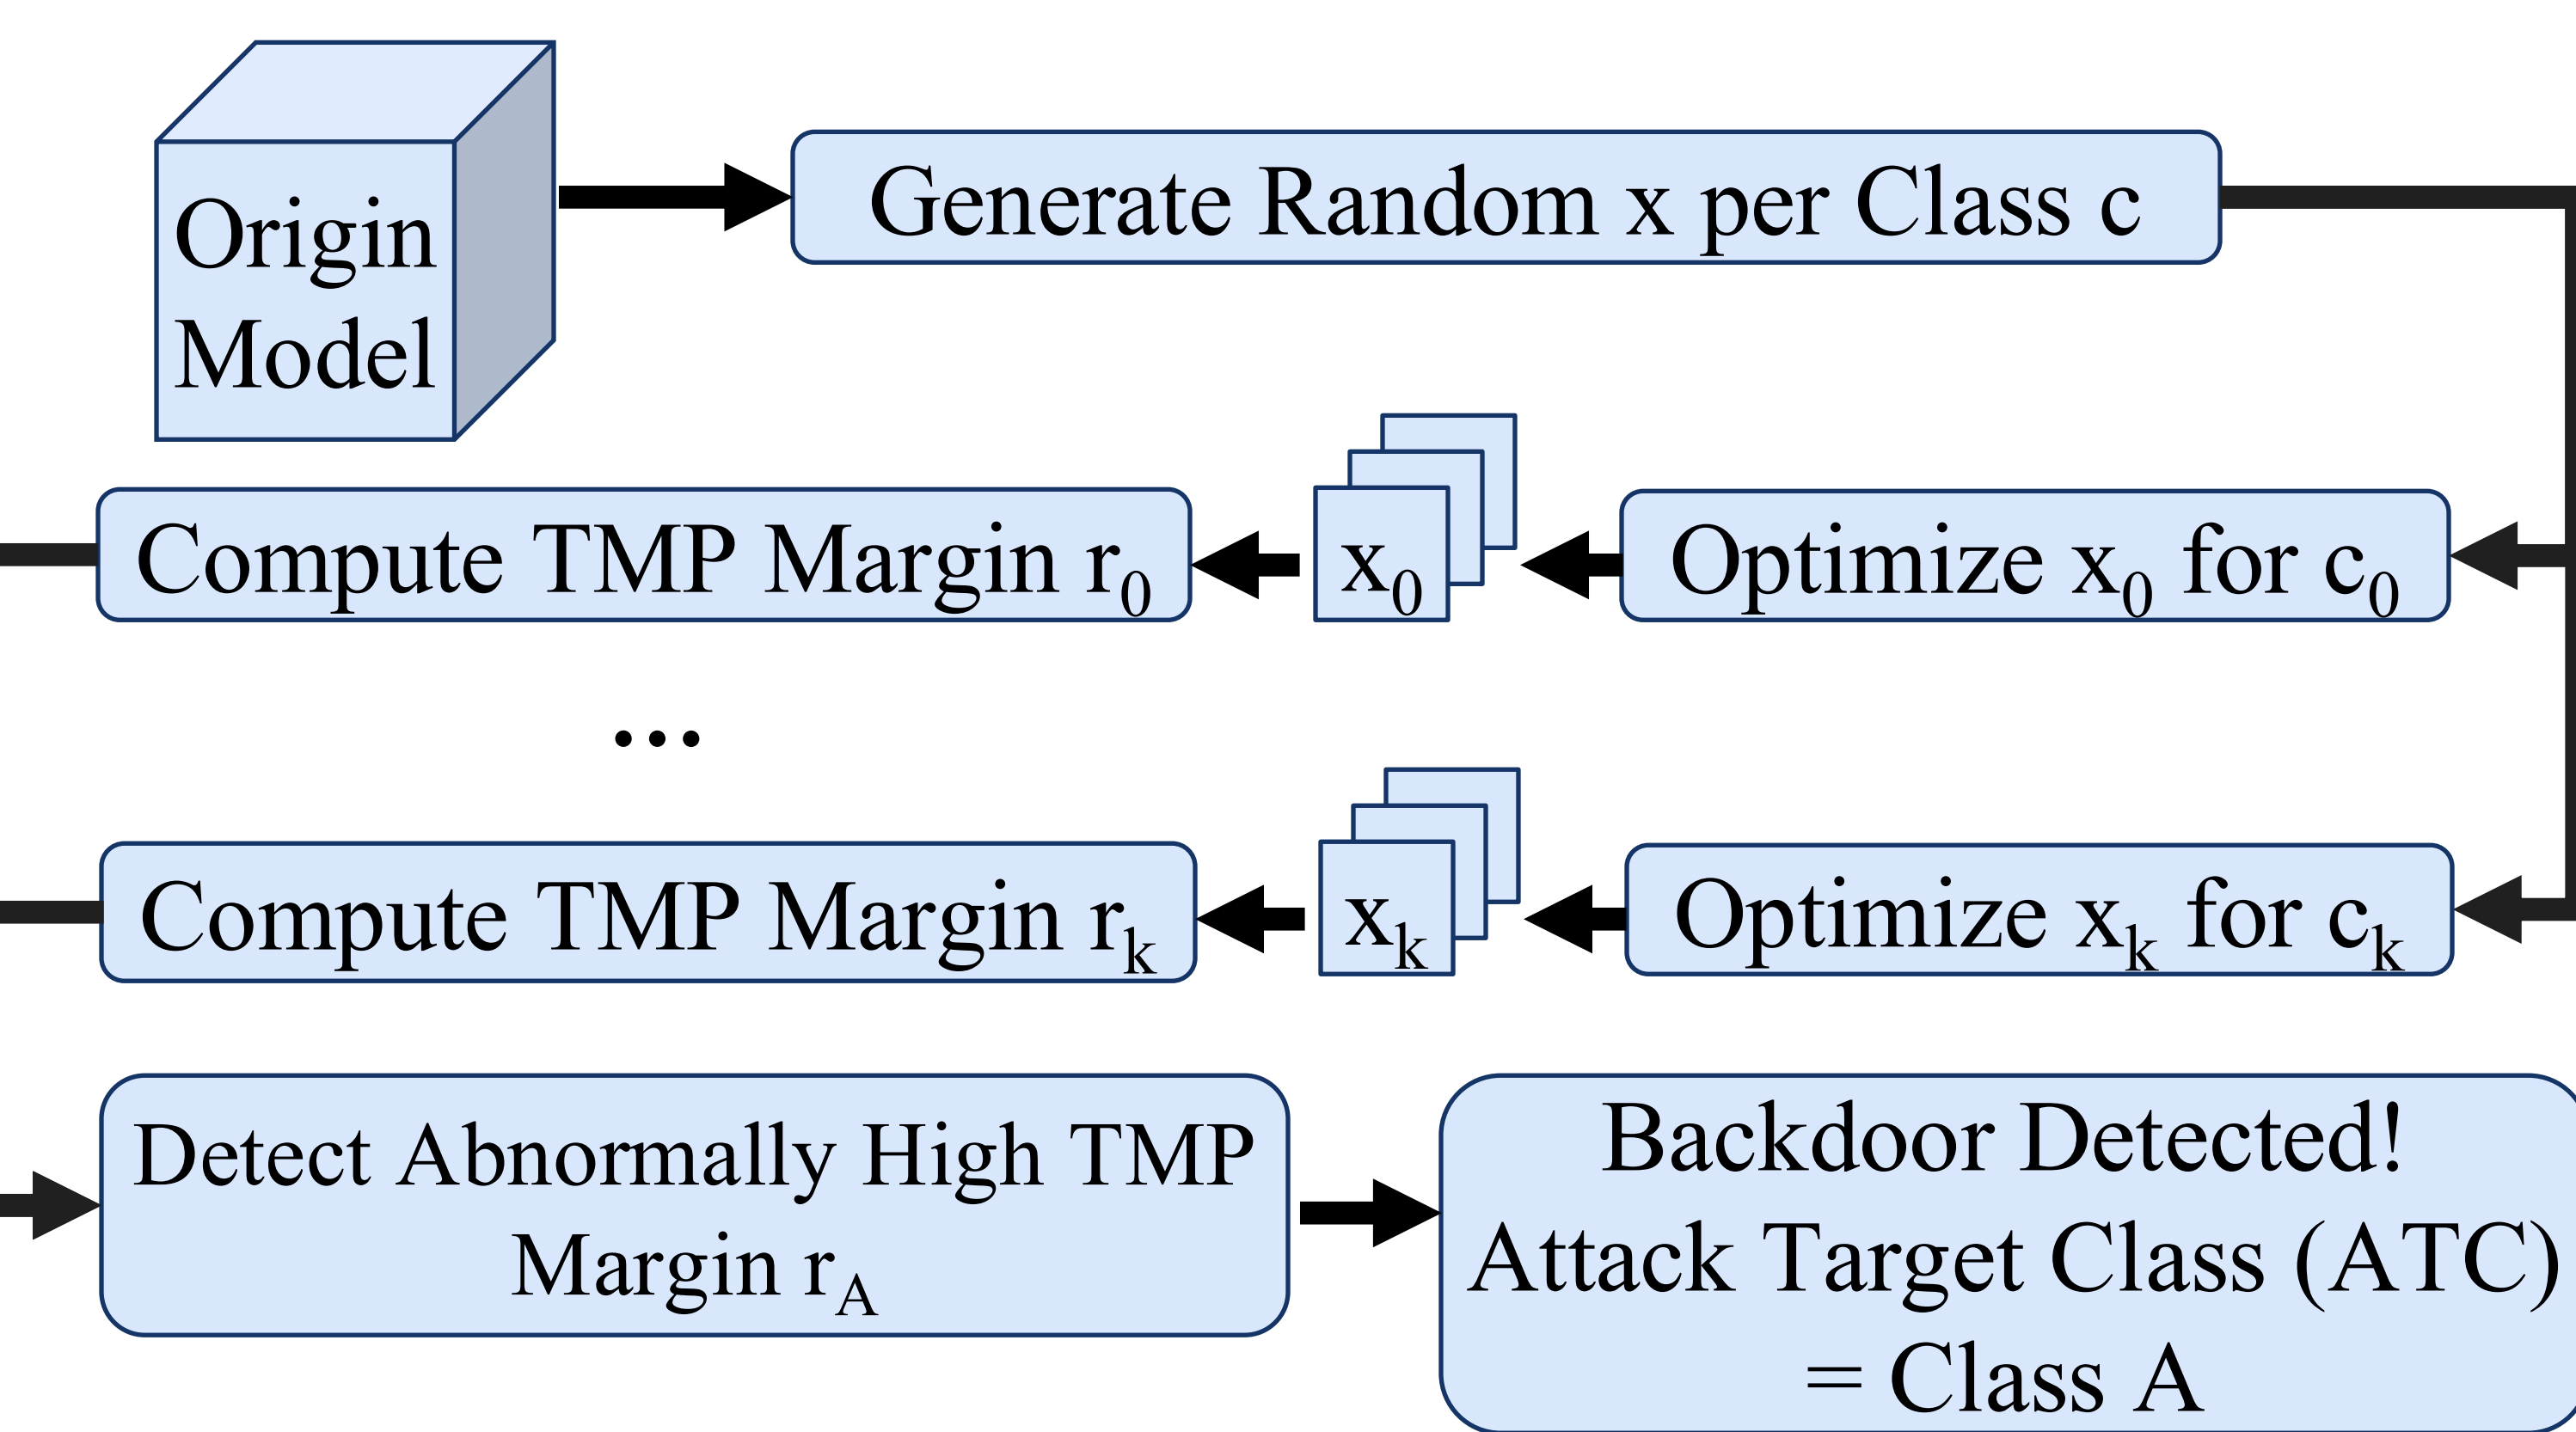 Origin
Model
Generate Random x per Class c
Compute TMP Margin r₀
x₀
Optimize x₀ for c₀
...
Compute TMP Margin rₖ
xₖ
Optimize xₖ for cₖ
Detect Abnormally High TMP
Margin r_A
Backdoor Detected!
Attack Target Class (ATC)
= Class A